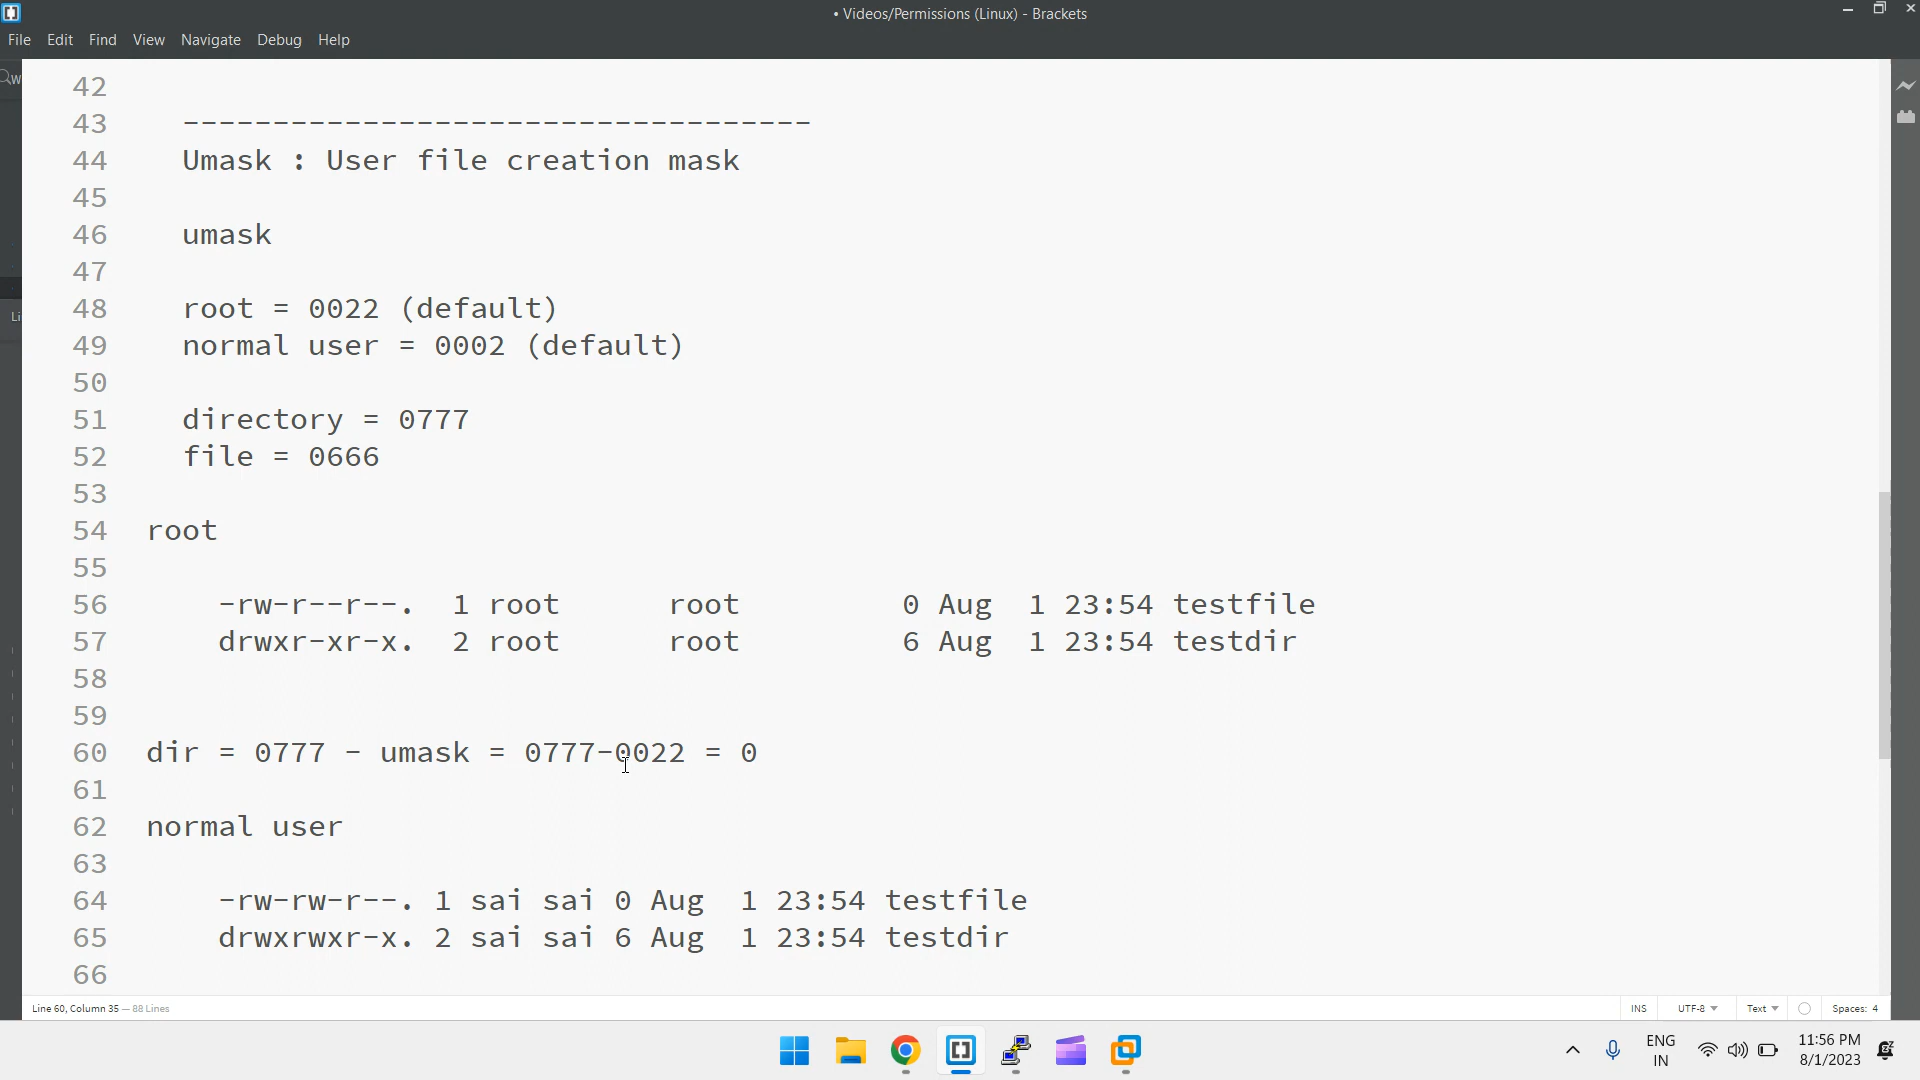 • Videos/Permissions (Linux) - Brackets
File Edit Find View Navigate Debug Help
W
Li
42
43 -----------------------------------
44 Umask : User file creation mask
45
46 umask
47
48 root = 0022 (default)
49 normal user = 0002 (default)
50
51 directory = 0777
52 file = 0666
53
54 root
55
56 -rw-r--r--. 1 root root 0 Aug 1 23:54 testfile
57 drwxr-xr-x. 2 root root 6 Aug 1 23:54 testdir
58
59
60 dir = 0777 - umask = 0777-0022 = 0
61
62 normal user
63
64 -rw-rw-r--. 1 sai sai 0 Aug 1 23:54 testfile
65 drwxrwxr-x. 2 sai sai 6 Aug 1 23:54 testdir
66
Line 60, Column 35 — 88 Lines INS UTF-8 Text Spaces: 4
ENG 11:56 PM
IN 8/1/2023